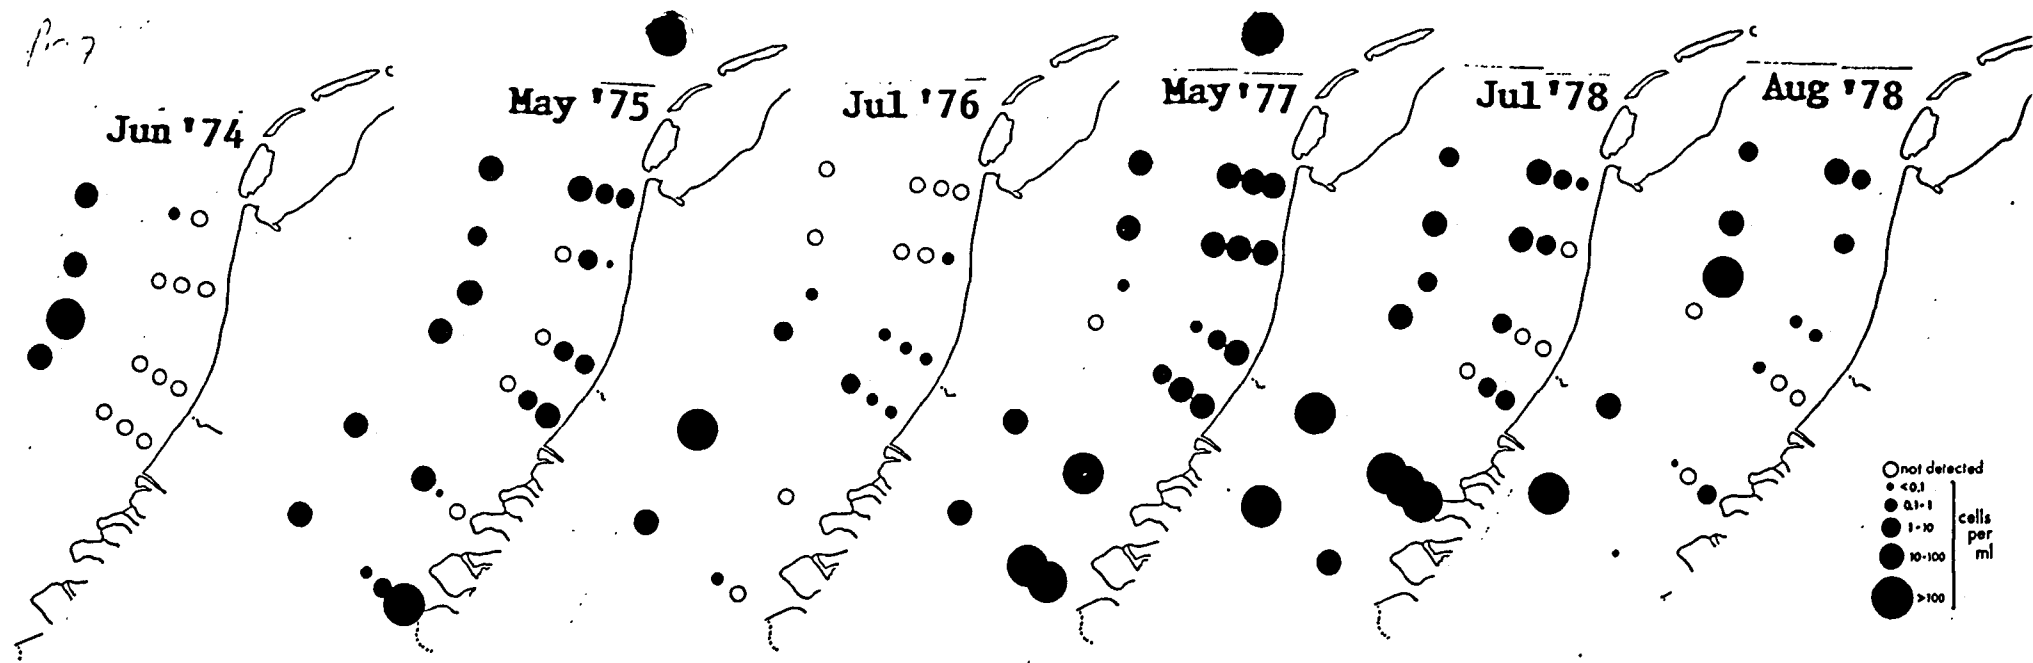 Jun '74
May '75
Jul '76
May '77
Jul '78
Aug '78
not detected
<0.1
0.1-1
1-10
10-100
>100
cells
per
ml